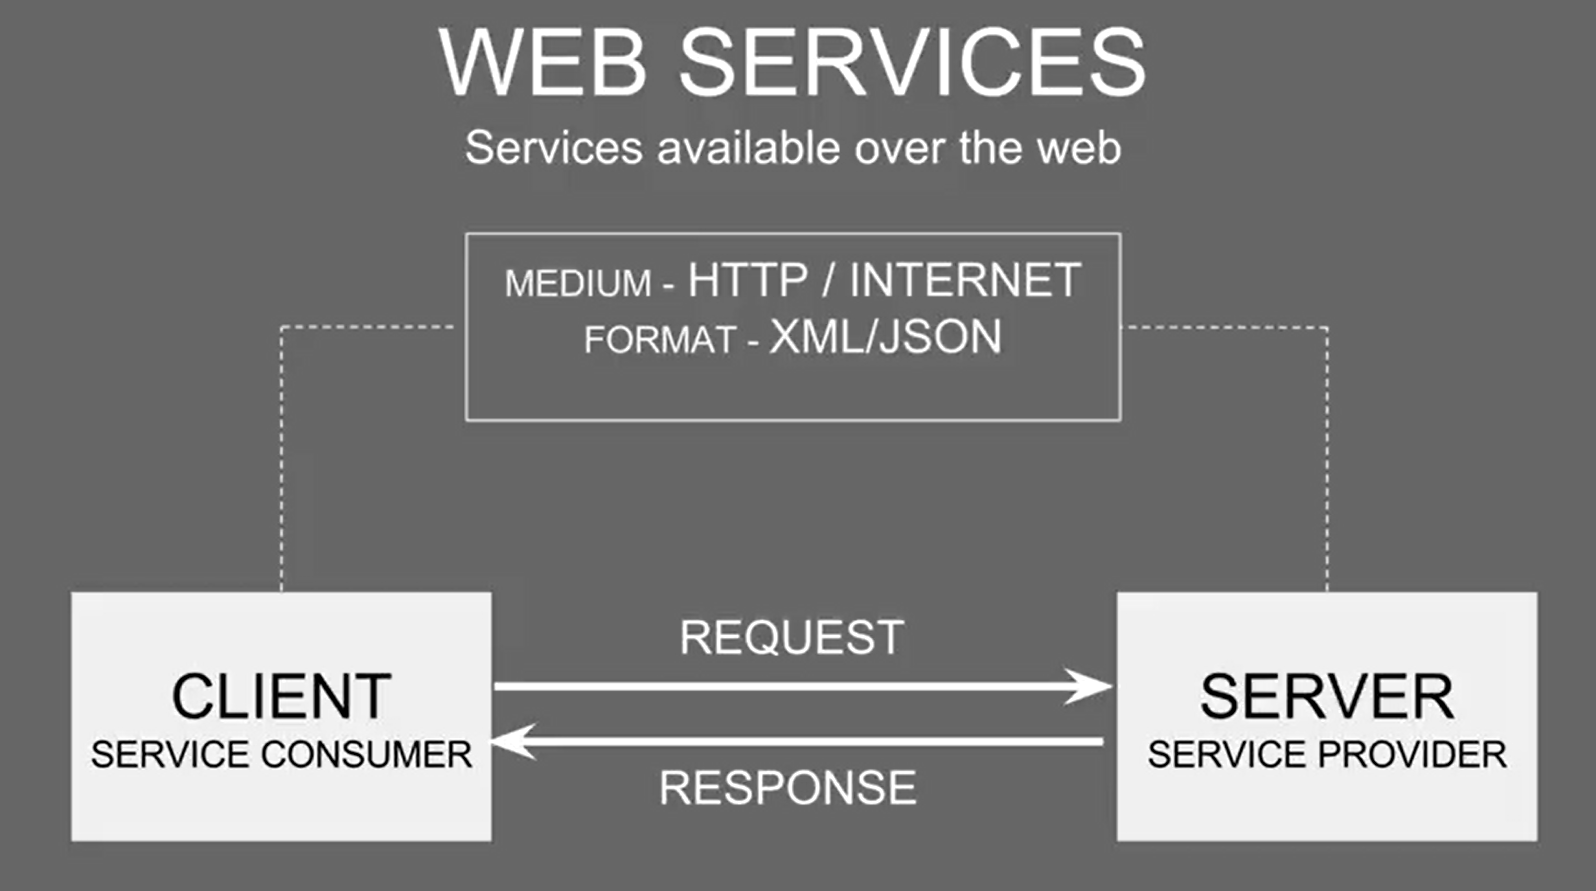 WEB SERVICES
Services available over the web
MEDIUM - HTTP / INTERNET
FORMAT - XML/JSON
REQUEST
CLIENT
SERVICE CONSUMER
SERVER
SERVICE PROVIDER
RESPONSE